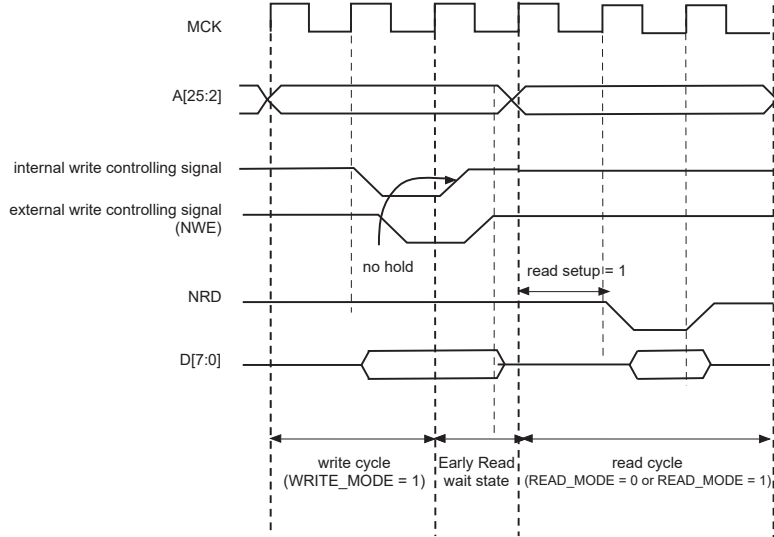 MCK
A[25:2]
internal write controlling signal
external write controlling signal
(NWE)
no hold
read setup = 1
NRD
D[7:0]
write cycle
(WRITE_MODE = 1)
Early Read
wait state
read cycle
(READ_MODE = 0 or READ_MODE = 1)